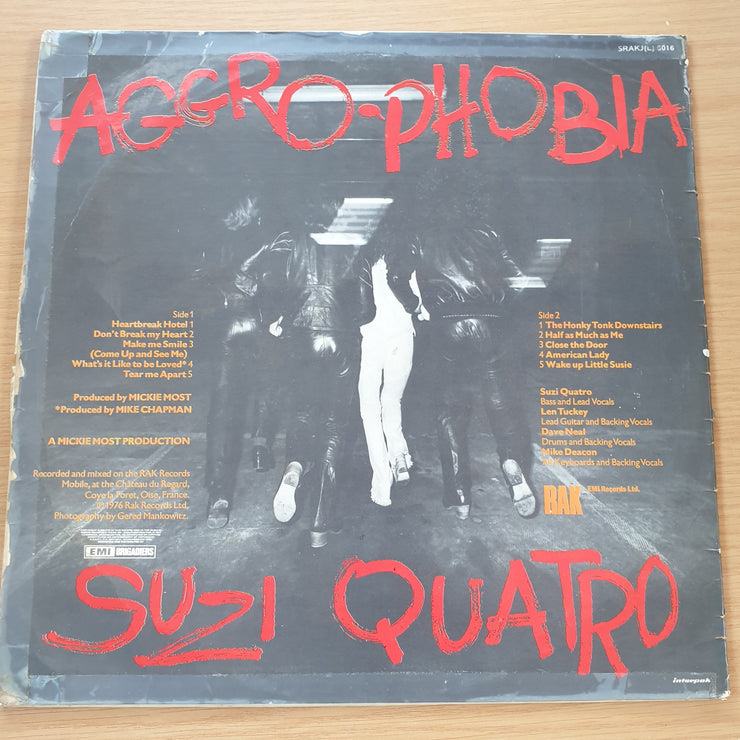 SRAKJ(L) 6016
AGGRO-PHOBIA
Side 1
Heartbreak Hotel 1
Don't Break my Heart 2
Make me Smile 3
(Come Up and See Me)
What's it Like to be Loved* 4
Tear me Apart 5
Produced by MICKIE MOST
*Produced by MIKE CHAPMAN
A MICKIE MOST PRODUCTION
Recorded and mixed on the RAK Records
Mobile, at the Château du Regard,
Coye la Foret, Oise, France.
℗1976 Rak Records Ltd,
Photography by Gered Mankowitz.
EMI BRIGADIERS
Side 2
1 The Honky Tonk Downstairs
2 Half as Much as Me
3 Close the Door
4 American Lady
5 Wake up Little Susie
Suzi Quatro
Bass and Lead Vocals
Len Tuckey
Lead Guitar and Backing Vocals
Dave Neal
Drums and Backing Vocals
Mike Deacon
All Keyboards and Backing Vocals
RAK EMI Records Ltd.
SUZI QUATRO
interpak